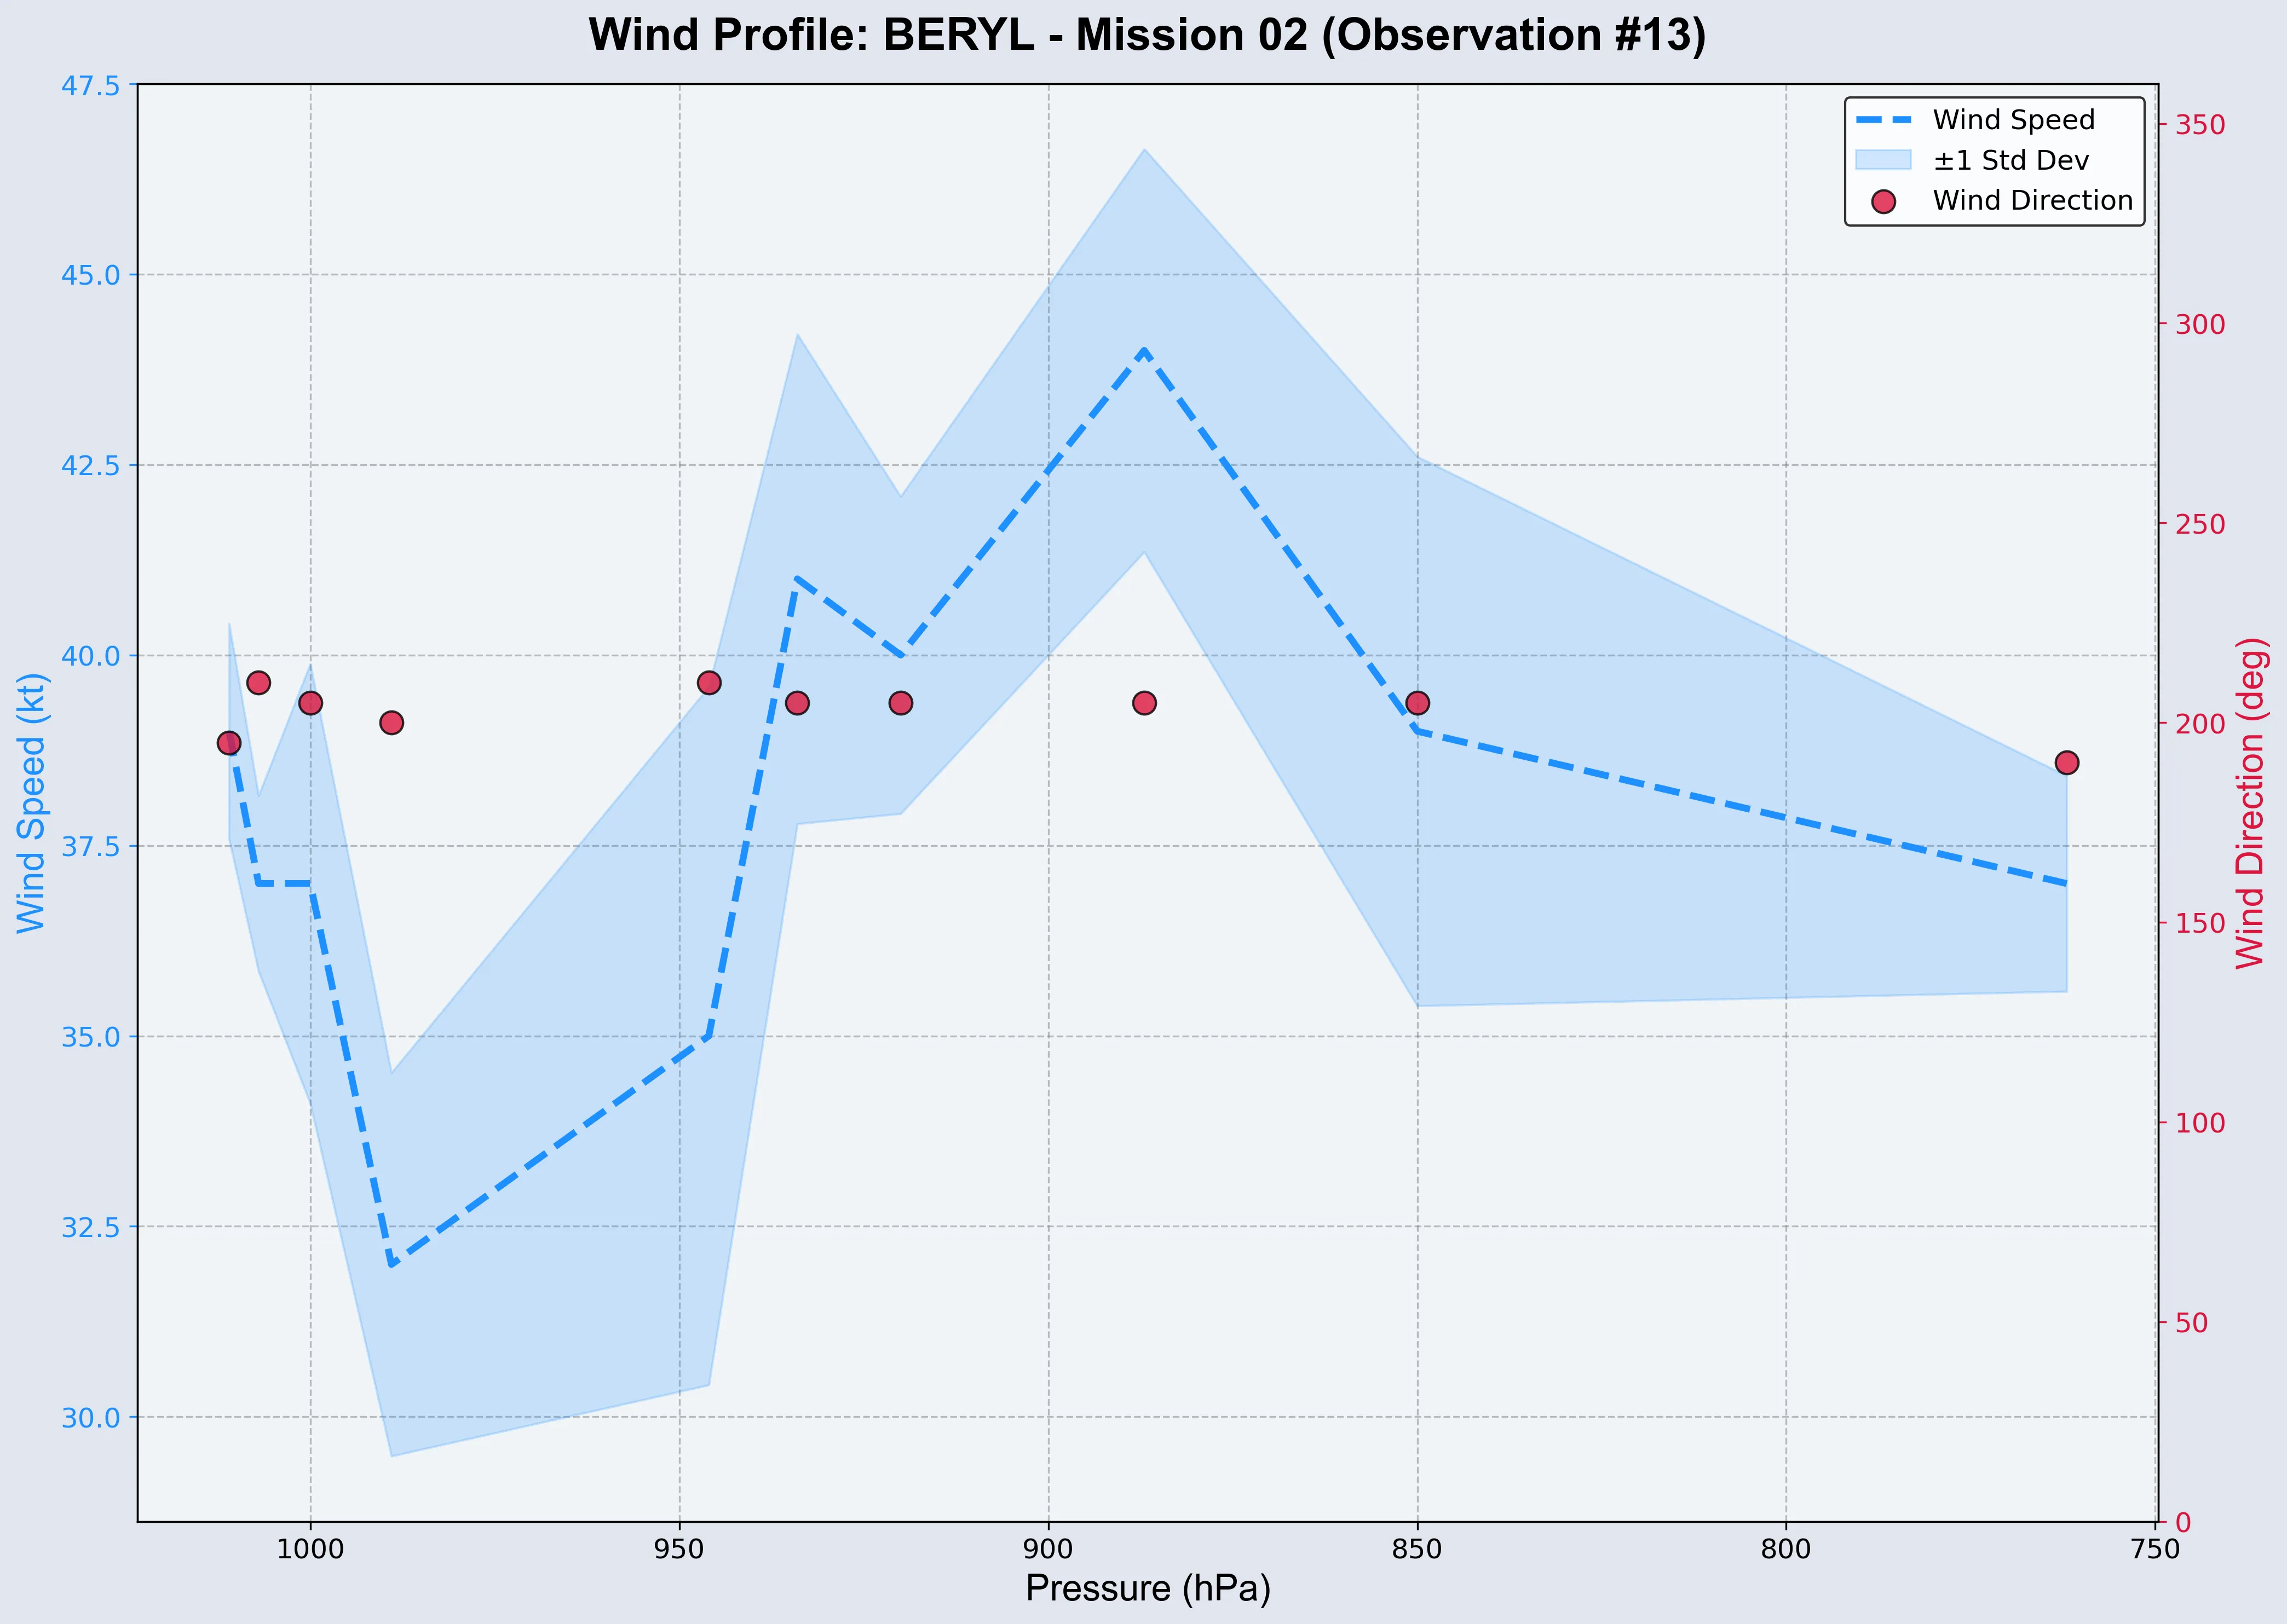 Wind Profile: BERYL - Mission 02 (Observation #13)
Wind Speed
±1 Std Dev
Wind Direction
Wind Speed (kt)
47.5
45.0
42.5
40.0
37.5
35.0
32.5
30.0
350
300
250
200
150
100
50
0
Wind Direction (deg)
1000 950 900 850 800 750
Pressure (hPa)